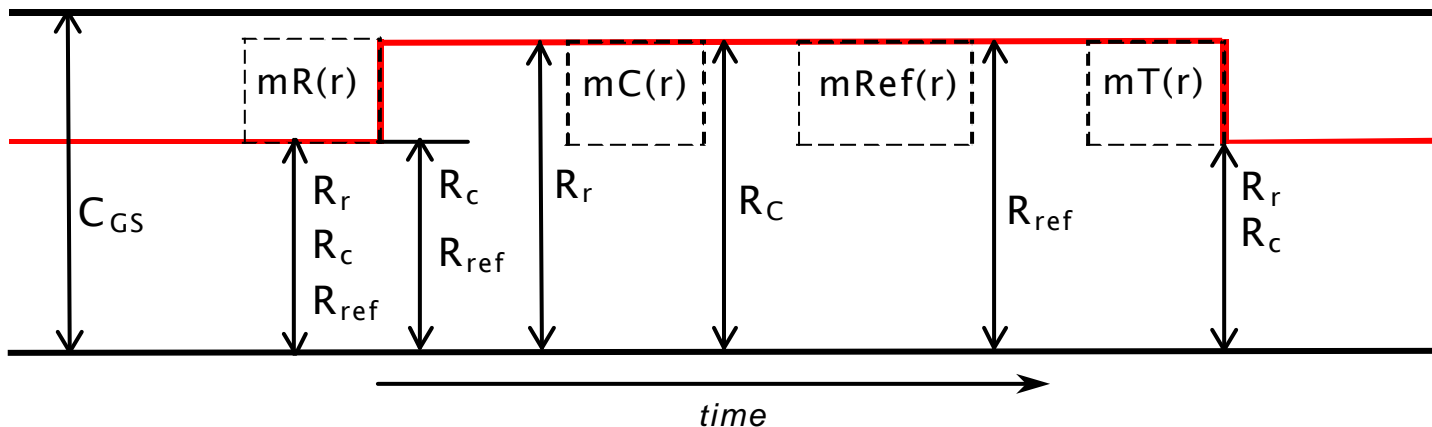 mR(r)
mC(r)
mRef(r)
mT(r)
C_GS
R_r
R_c
R_ref
R_c
R_ref
R_r
R_C
R_ref
R_r
R_c
time